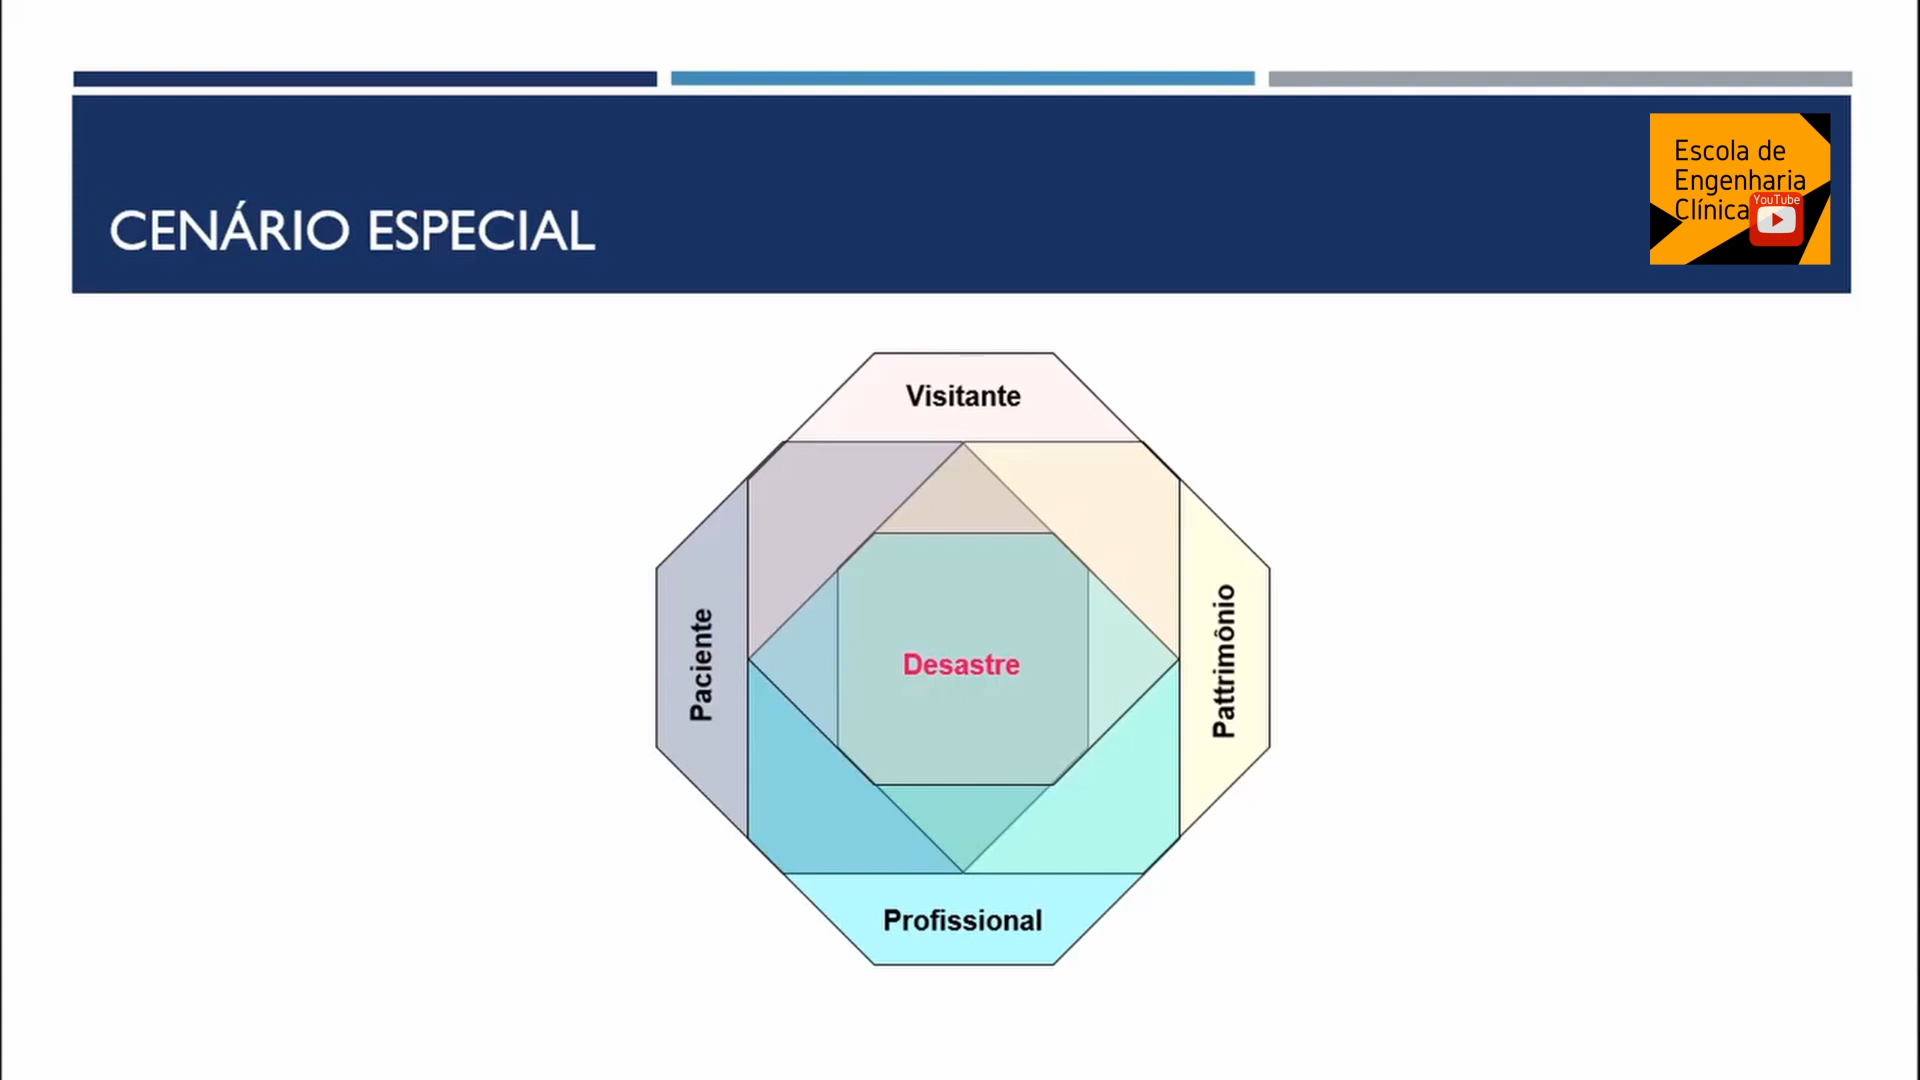 CENÁRIO ESPECIAL
Escola de
Engenharia
Clínica
YouTube
Visitante
Paciente
Desastre
Pattrimônio
Profissional